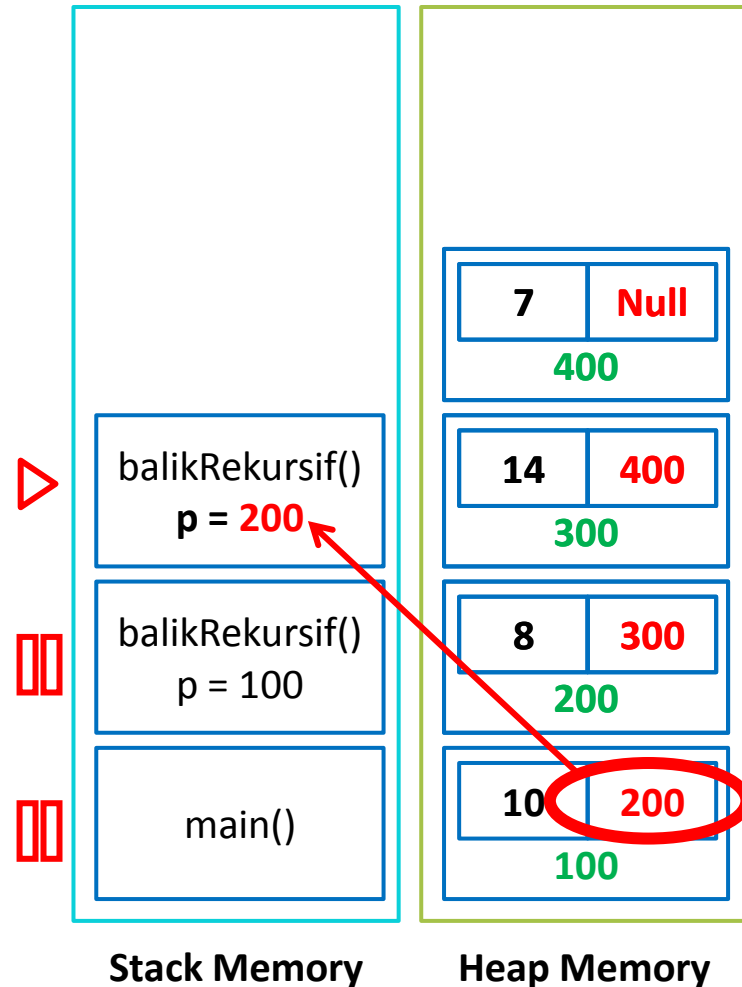 balikRekursif()
p = 200
balikRekursif()
p = 100
main()
7 Null
400
14 400
300
8 300
200
10 200
100
Stack Memory
Heap Memory